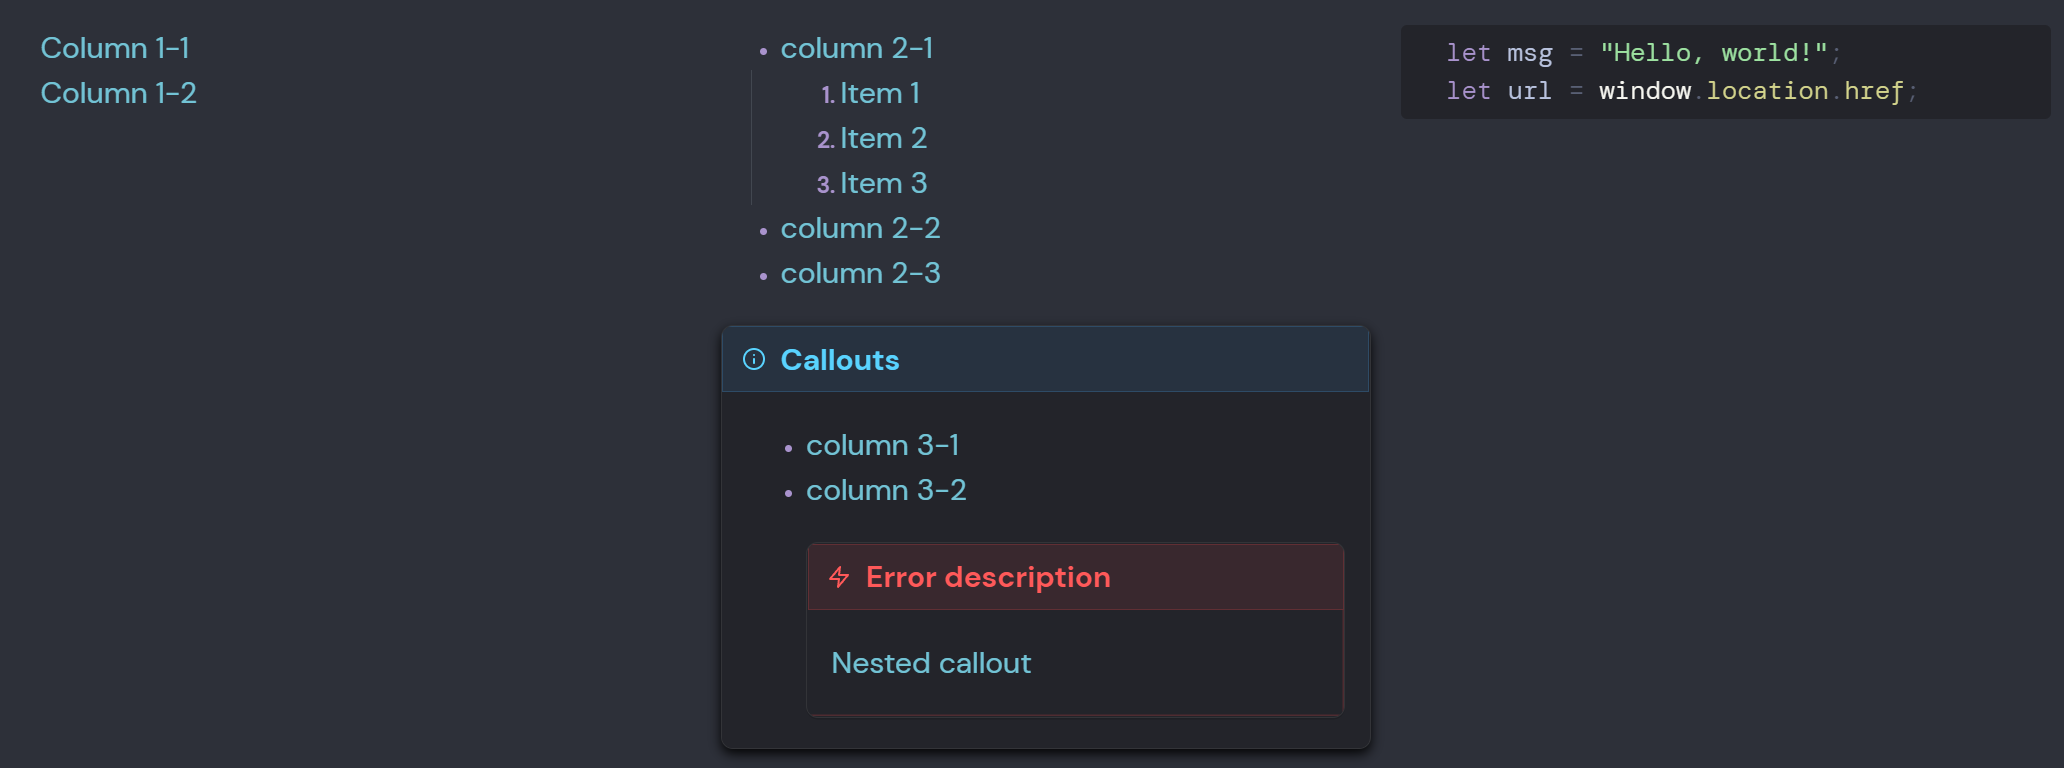 Column 1-1
Column 1-2
• column 2-1
1. Item 1
2. Item 2
3. Item 3
• column 2-2
• column 2-3
Callouts
• column 3-1
• column 3-2
Error description
Nested callout
let msg = "Hello, world!";
let url = window.location.href;